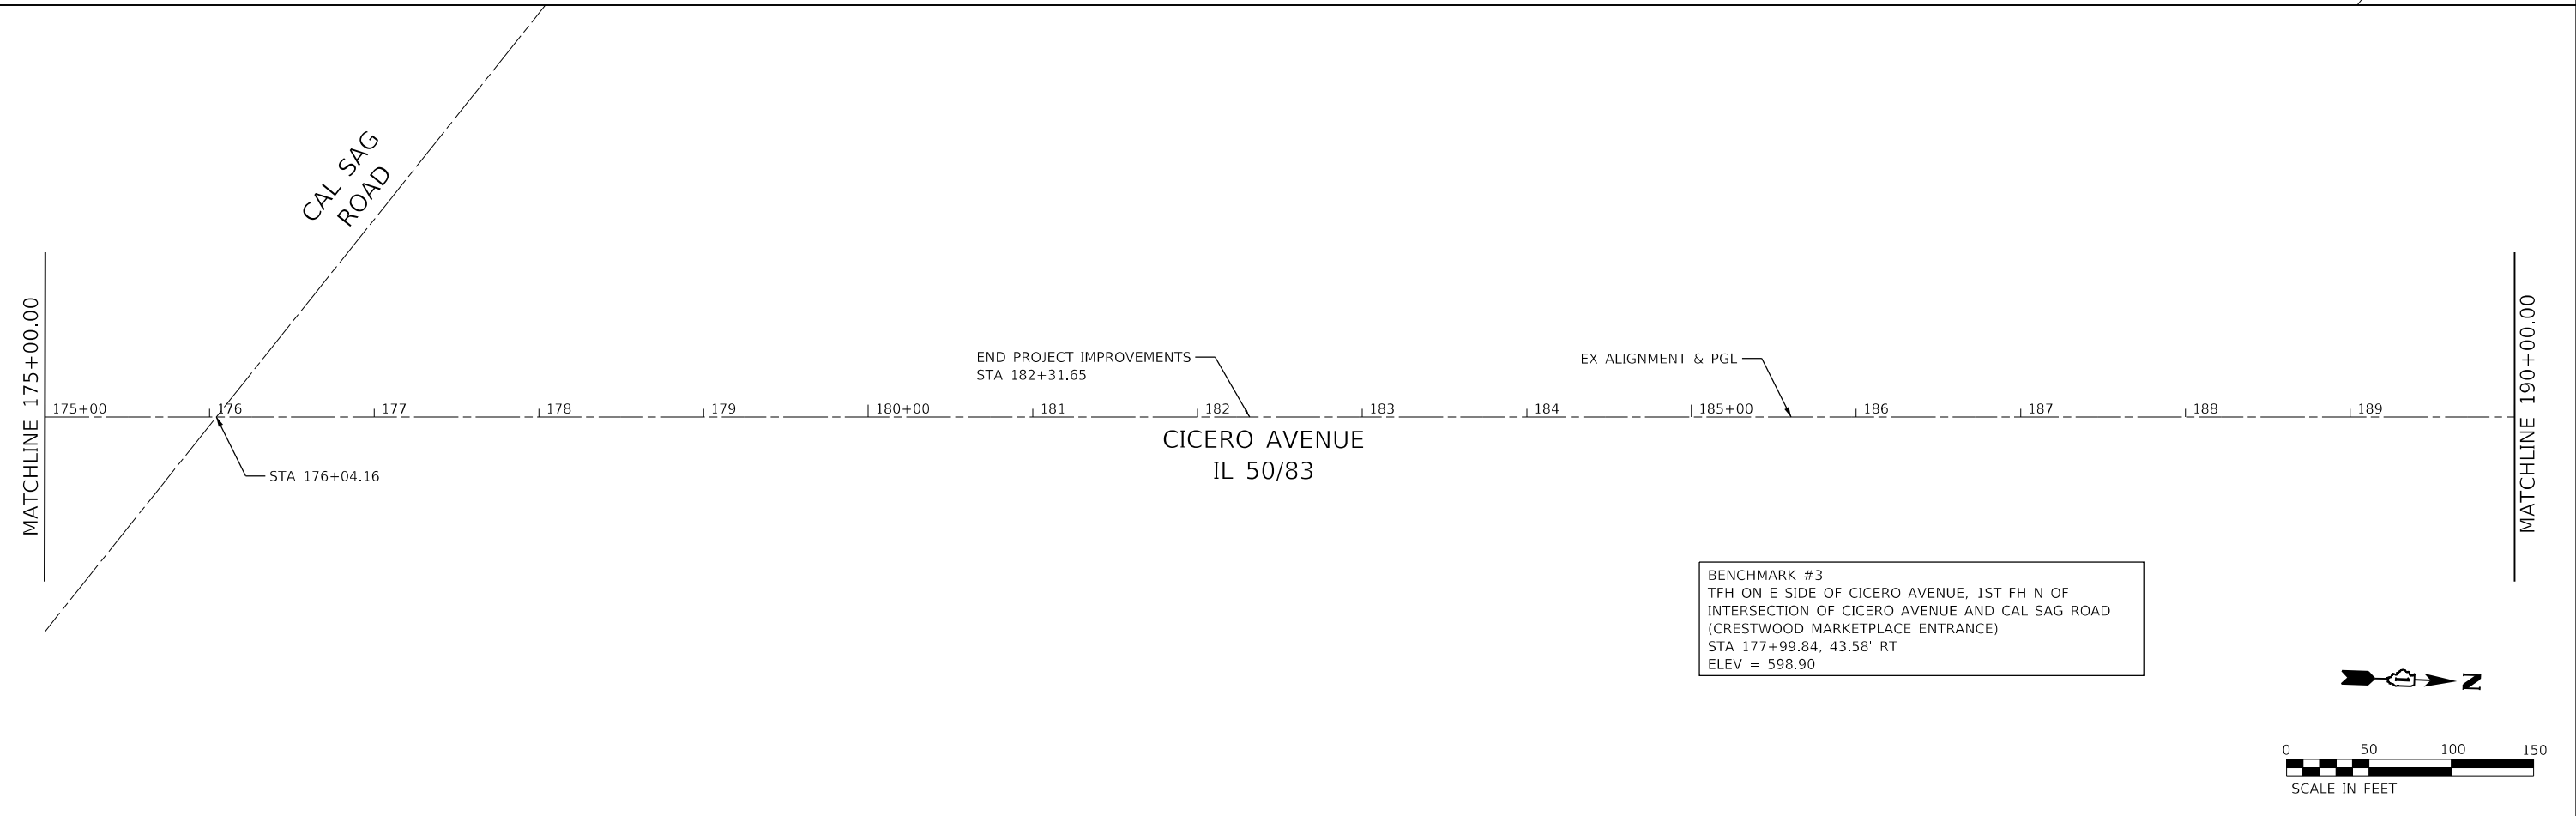 CAL SAG
ROAD
MATCHLINE 175+00.00
MATCHLINE 190+00.00
END PROJECT IMPROVEMENTS
STA 182+31.65
EX ALIGNMENT & PGL
175+00 176 177 178 179 180+00 181 182 183 184 185+00 186 187 188 189
CICERO AVENUE
IL 50/83
STA 176+04.16
BENCHMARK #3
TFH ON E SIDE OF CICERO AVENUE, 1ST FH N OF
INTERSECTION OF CICERO AVENUE AND CAL SAG ROAD
(CRESTWOOD MARKETPLACE ENTRANCE)
STA 177+99.84, 43.58' RT
ELEV = 598.90
N
0 50 100 150
SCALE IN FEET